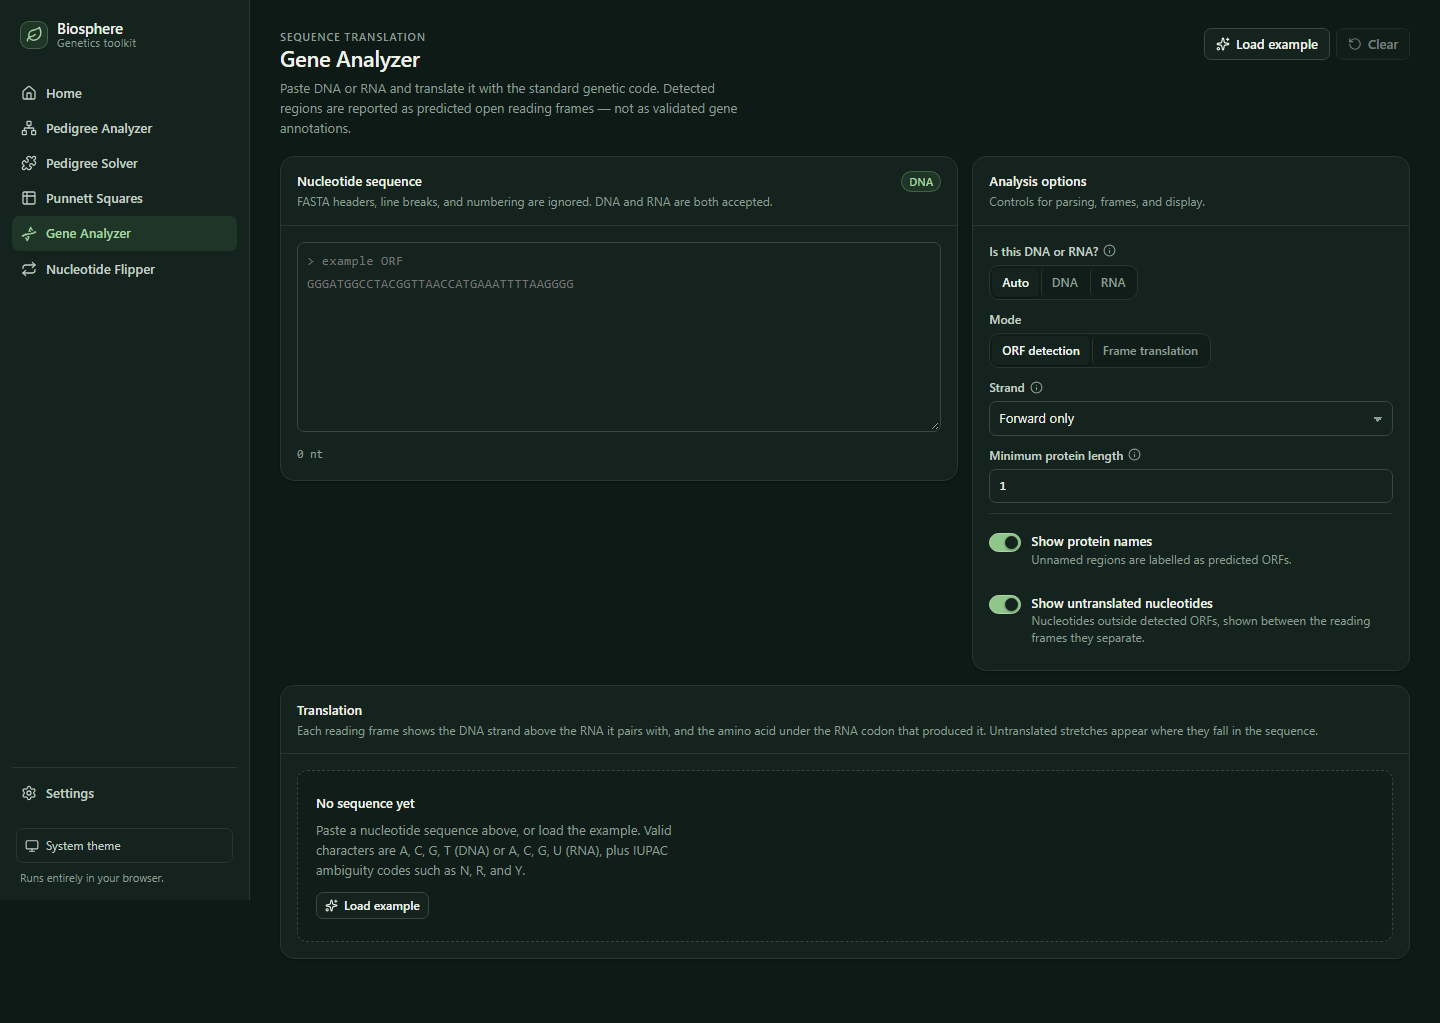 Biosphere
Genetics toolkit
Home
Pedigree Analyzer
Pedigree Solver
Punnett Squares
Gene Analyzer
Nucleotide Flipper
Settings
System theme
Runs entirely in your browser.
SEQUENCE TRANSLATION
Gene Analyzer
Paste DNA or RNA and translate it with the standard genetic code. Detected
regions are reported as predicted open reading frames — not as validated gene
annotations.
Load example
Clear
Nucleotide sequence
DNA
FASTA headers, line breaks, and numbering are ignored. DNA and RNA are both accepted.
> example ORF
GGGATGGCCTACGGTTAACCATGAAATTTTAAGGGG
0 nt
Analysis options
Controls for parsing, frames, and display.
Is this DNA or RNA?
Auto DNA RNA
Mode
ORF detection Frame translation
Strand
Forward only
Minimum protein length
1
Show protein names
Unnamed regions are labelled as predicted ORFs.
Show untranslated nucleotides
Nucleotides outside detected ORFs, shown between the reading
frames they separate.
Translation
Each reading frame shows the DNA strand above the RNA it pairs with, and the amino acid under the RNA codon that produced it. Untranslated stretches appear where they fall in the sequence.
No sequence yet
Paste a nucleotide sequence above, or load the example. Valid
characters are A, C, G, T (DNA) or A, C, G, U (RNA), plus IUPAC
ambiguity codes such as N, R, and Y.
Load example